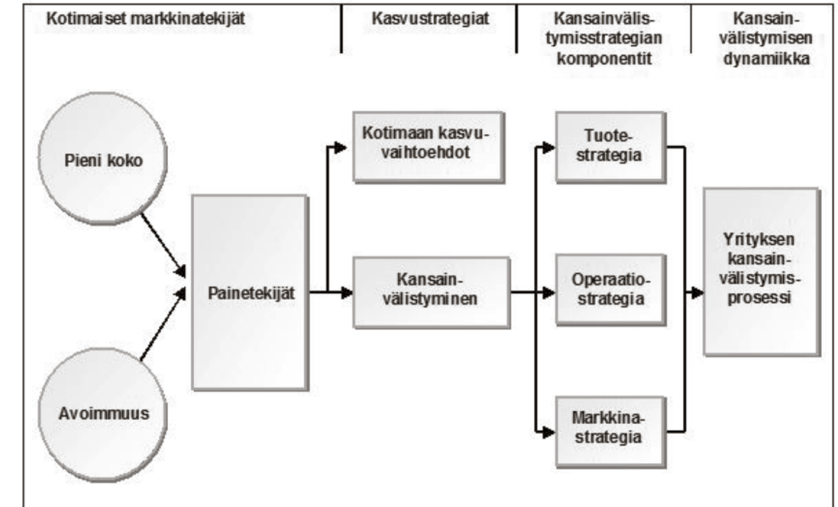 Kotimaiset markkinatekijät
Kasvustrategiat
Kansainvälis-
tymisstrategian
komponentit
Kansain-
välistymisen
dynamiikka
Pieni koko
Avoimmuus
Painetekijät
Kotimaan kasvu-
vaihtoehdot
Kansain-
välistyminen
Tuote-
strategia
Operaatio-
strategia
Markkina-
strategia
Yrityksen
kansain-
välistymis-
prosessi